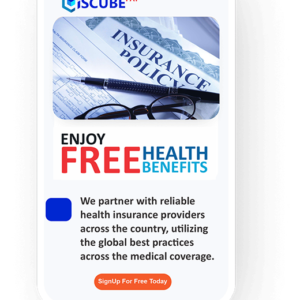 iSCUBE
INSURANCE
POLICY
ENJOY
FREE HEALTH
BENEFITS
We partner with reliable
health insurance providers
across the country, utilizing
the global best practices
across the medical coverage.
SignUp For Free Today